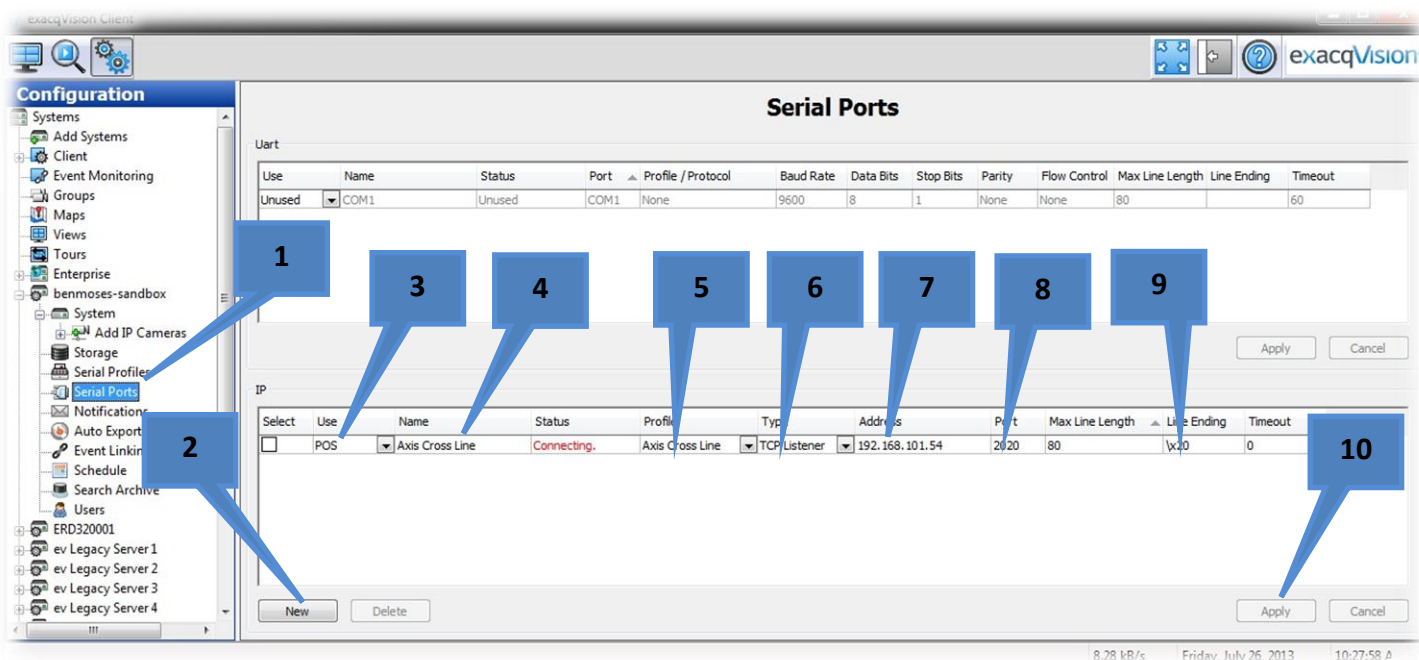 exacqVision Client
exacqVision
Configuration
Systems
Add Systems
Client
Event Monitoring
Groups
Maps
Views
Tours
Enterprise
benmoses-sandbox
System
Add IP Cameras
Storage
Serial Profiles
Serial Ports
Notifications
Auto Export
Event Linkin
Schedule
Search Archive
Users
ERD320001
ev Legacy Server 1
ev Legacy Server 2
ev Legacy Server 3
ev Legacy Server 4
Serial Ports
Uart
Use Name Status Port Profile / Protocol Baud Rate Data Bits Stop Bits Parity Flow Control Max Line Length Line Ending Timeout
Unused COM1 Unused COM1 None 9600 8 1 None None 80 60
1
3 4 5 6 7 8 9
Apply Cancel
IP
Select Use Name Status Profile Type Address Port Max Line Length Line Ending Timeout
POS Axis Cross Line Connecting. Axis Cross Line TCP Listener 192.168.101.54 2020 80 \x20 0
2
10
New Delete Apply Cancel
8.28 kB/s Friday, July 26, 2013 10:27:58 A